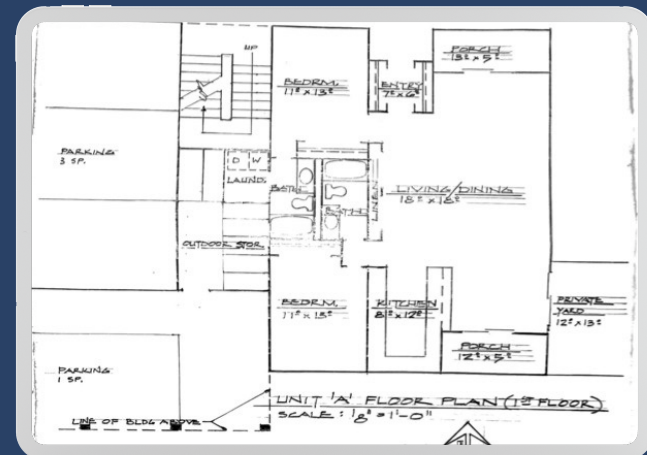 UP
PORCH
13⁰ x 5⁰
BEDRM.
11⁰ x 13⁰
ENTRY
7⁰ x 6⁰
PARKING
3 SP.
D W
LAUND.
BATH
LIVING/DINING
18⁰ x 18⁰
LINEN
BATH
OUTDOOR STOR.
BEDRM.
11⁰ x 13⁰
KITCHEN
8⁰ x 12⁰
PRIVATE
YARD
12⁰ x 13⁰
PORCH
12⁰ x 5⁰
PARKING
1 SP.
UNIT 'A' FLOOR PLAN (1ST FLOOR)
LINE OF BLDG ABOVE
SCALE : 1/8" = 1'-0"